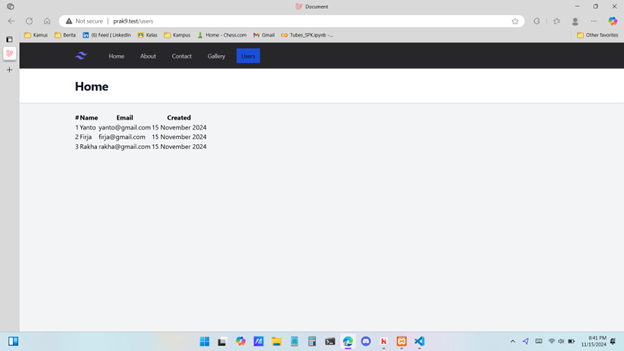 Document
Not secure | prak9.test/users
Kamus Berita (6) Feed | LinkedIn Kelas Kampus Home - Chess.com Gmail Tubes_SPK.ipynb -... Other favorites
Home About Contact Gallery Users
Home
# Name Email Created
1 Yanto yanto@gmail.com 15 November 2024
2 Firja firja@gmail.com 15 November 2024
3 Rakha rakha@gmail.com 15 November 2024
8:41 PM
11/15/2024